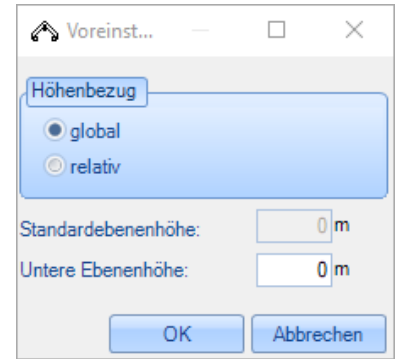 Voreinst...
Höhenbezug
global
relativ
Standardebenenhöhe: 0 m
Untere Ebenenhöhe: 0 m
OK Abbrechen